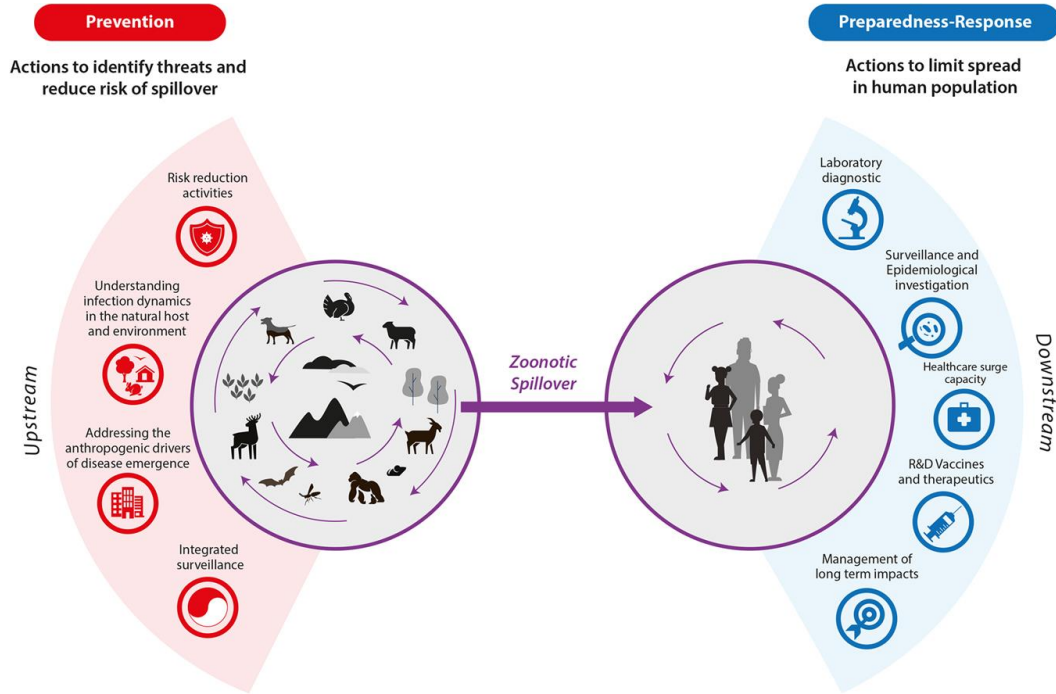 Prevention
Actions to identify threats and
reduce risk of spillover
Risk reduction
activities
Understanding
infection dynamics
in the natural host
and environment
Addressing the
anthropogenic drivers
of disease emergence
Integrated
surveillance
Upstream
Zoonotic
Spillover
Preparedness-Response
Actions to limit spread
in human population
Laboratory
diagnostic
Surveillance and
Epidemiological
investigation
Healthcare surge
capacity
R&D Vaccines
and therapeutics
Management of
long term impacts
Downstream